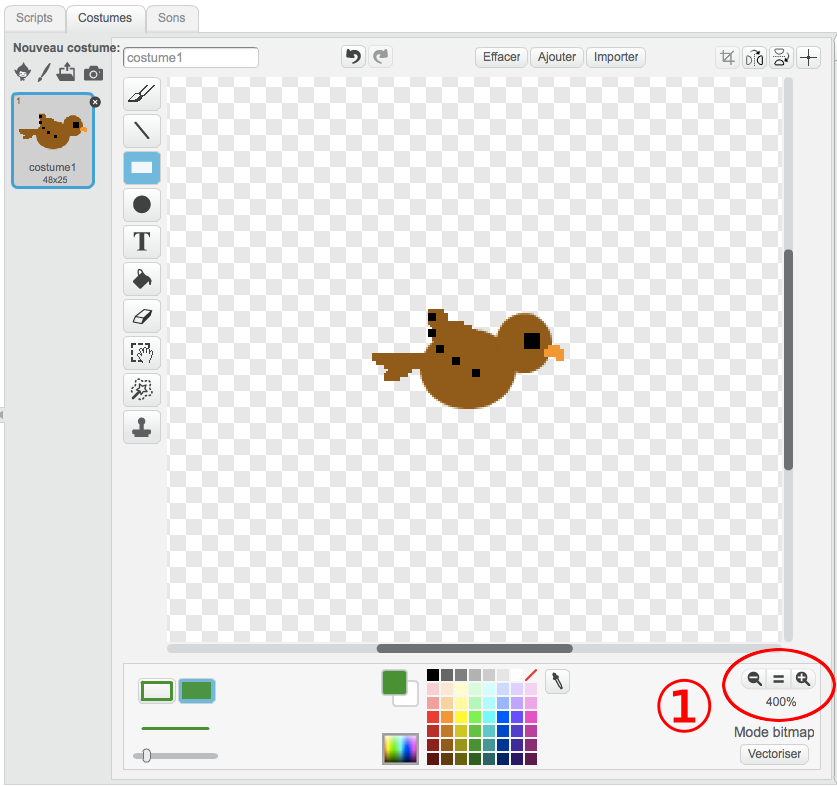 Scripts Costumes Sons
Nouveau costume:
costume1
Effacer Ajouter Importer
1
costume1
48x25
T
1
400%
Mode bitmap
Vectoriser